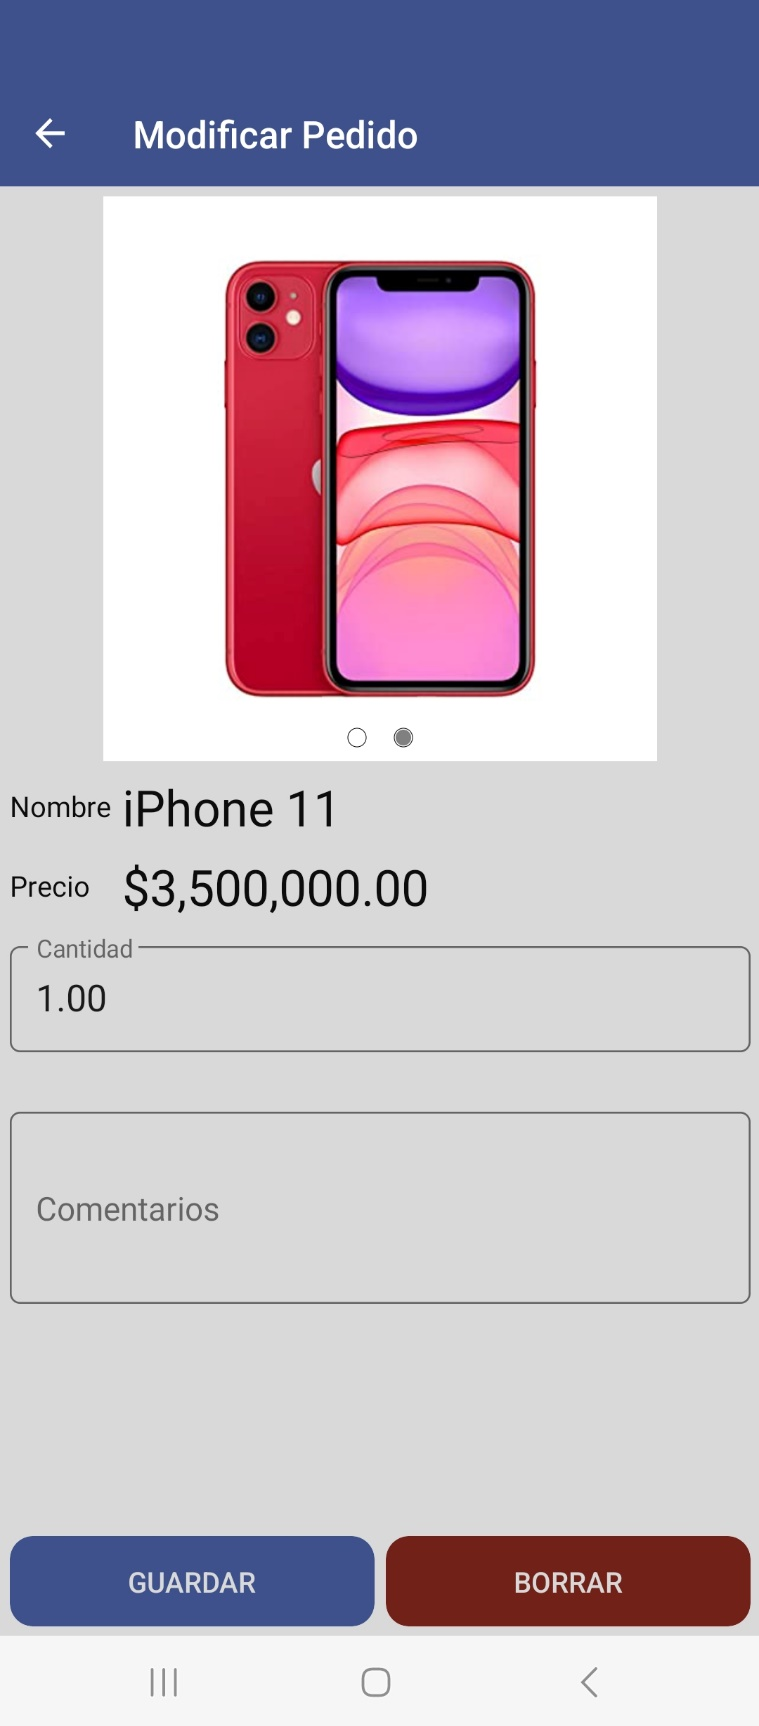 Modificar Pedido
Nombre iPhone 11
Precio $3,500,000.00
Cantidad
1.00
Comentarios
GUARDAR BORRAR